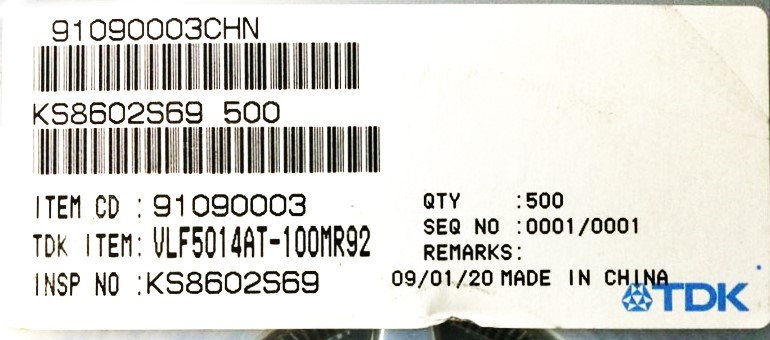 91090003CHN
KS8602S69 500
ITEM CD : 91090003
TDK ITEM: VLF5014AT-100MR92
INSP NO :KS8602S69
QTY :500
SEQ NO :0001/0001
REMARKS:
09/01/20 MADE IN CHINA
TDK